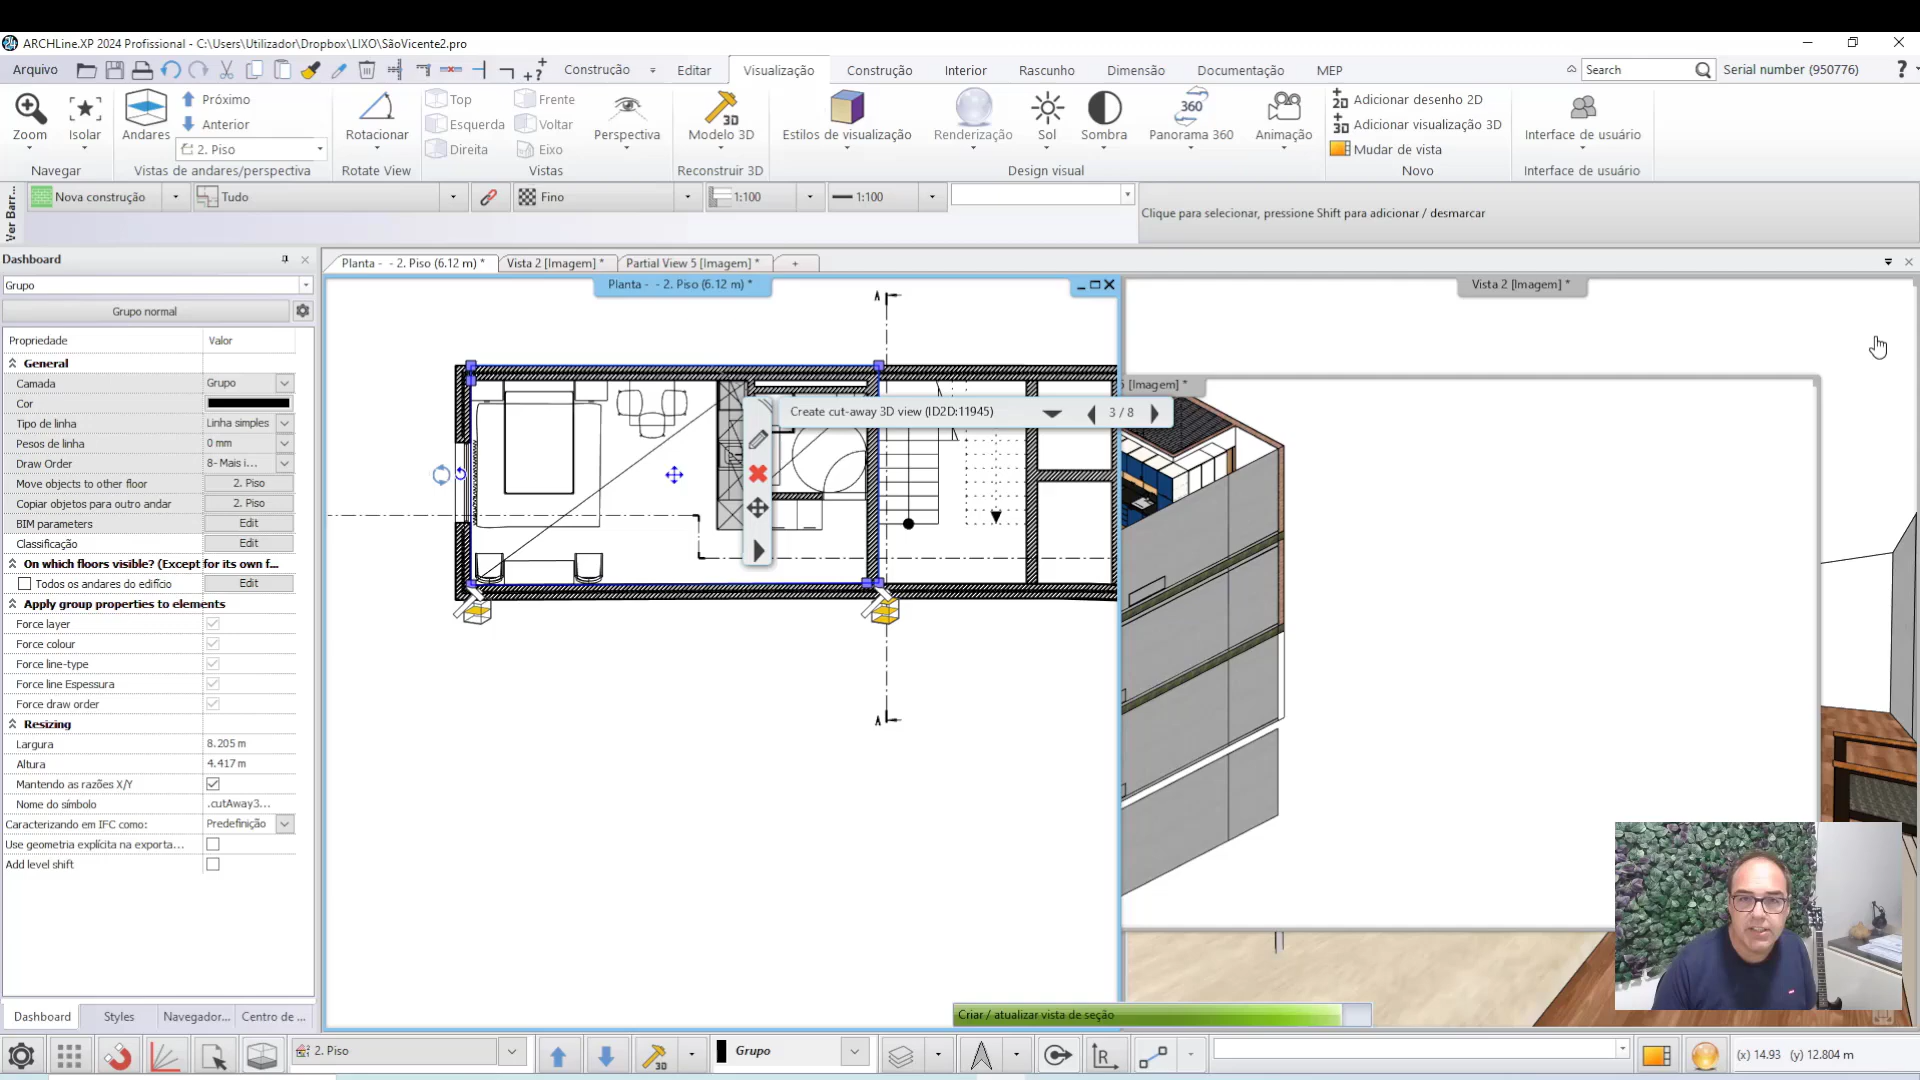 ARCHLine.XP 2024 Profissional - C:\Users\Utilizador\Dropbox\LIXO\SãoVicente2.pro
Arquivo
Construção
Editar
Visualização
Construção
Interior
Rascunho
Dimensão
Documentação
MEP
Search
Serial number (950776)
?
Zoom
Isolar
Navegar
Andares
Próximo
Anterior
2. Piso
Vistas de andares/perspectiva
Rotacionar
Rotate View
Top
Esquerda
Direita
Frente
Voltar
Eixo
Perspectiva
Vistas
3D
Modelo 3D
Reconstruir 3D
Estilos de visualização
Renderização
Sol
Sombra
360
Panorama 360
Animação
Design visual
2D Adicionar desenho 2D
3D Adicionar visualização 3D
Mudar de vista
Novo
Interface de usuário
Interface de usuário
Ver Barr...
Nova construção
Tudo
Fino
1:100
1:100
Clique para selecionar, pressione Shift para adicionar / desmarcar
Dashboard
Grupo
Grupo normal
Propriedade Valor
General
Camada Grupo
Cor
Tipo de linha Linha simples
Pesos de linha 0 mm
Draw Order 8- Mais i...
Move objects to other floor 2. Piso
Copiar objetos para outro andar 2. Piso
BIM parameters Edit
Classificação Edit
On which floors visible? (Except for its own f...
Todos os andares do edifício Edit
Apply group properties to elements
Force layer
Force colour
Force line-type
Force line Espessura
Force draw order
Resizing
Largura 8.205 m
Altura 4.417 m
Mantendo as razões X/Y
Nome do símbolo .cutAway3...
Caracterizando em IFC como: Predefinição
Use geometria explícita na exporta...
Add level shift
Dashboard
Styles
Navegador...
Centro de ...
Planta - - 2. Piso (6.12 m) *
Vista 2 [Imagem] *
Partial View 5 [Imagem] *
+
Planta - - 2. Piso (6.12 m) *
Vista 2 [Imagem] *
5 [Imagem] *
A
A
Create cut-away 3D view (ID2D:11945)
3 / 8
Criar / atualizar vista de seção
2. Piso
3D
Grupo
R
(x) 14.93 (y) 12.804 m